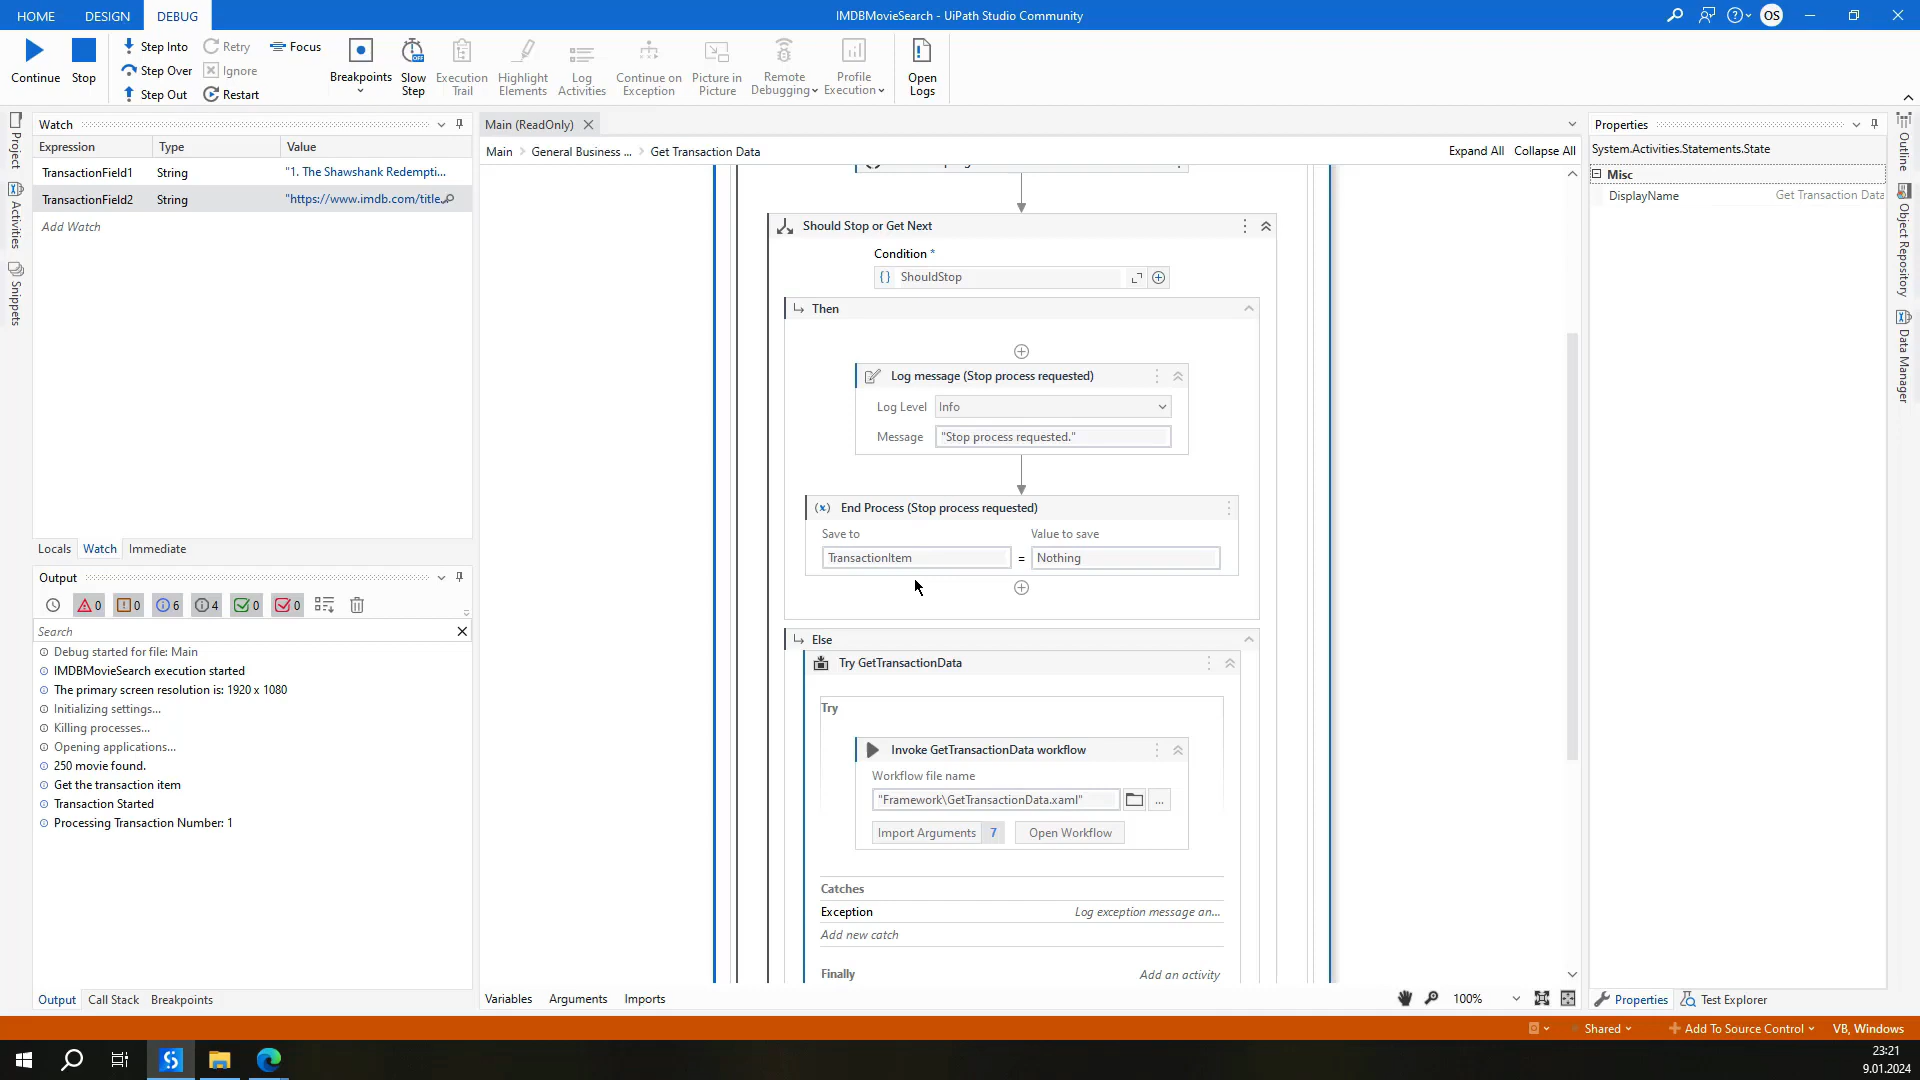 HOME
DESIGN
DEBUG
IMDBMovieSearch - UiPath Studio Community
OS
Continue
Stop
Step Into
Step Over
Step Out
Retry
Ignore
Restart
Focus
Breakpoints
Slow Step
Execution Trail
Highlight Elements
Log Activities
Continue on Exception
Picture in Picture
Remote Debugging
Profile Execution
Open Logs
Project
Activities
Snippets
Watch
Expression Type Value
TransactionField1 String "1. The Shawshank Redempti...
TransactionField2 String "https://www.imdb.com/title.
Add Watch
Locals Watch Immediate
Output
0 0 6 4 0 0
Search
Debug started for file: Main
IMDBMovieSearch execution started
The primary screen resolution is: 1920 x 1080
Initializing settings...
Killing processes...
Opening applications...
250 movie found.
Get the transaction item
Transaction Started
Processing Transaction Number: 1
Output Call Stack Breakpoints
Main (ReadOnly)
Main > General Business ... > Get Transaction Data
Expand All Collapse All
Should Stop or Get Next
Condition *
ShouldStop
Then
Log message (Stop process requested)
Log Level Info
Message "Stop process requested."
End Process (Stop process requested)
Save to Value to save
TransactionItem = Nothing
Else
Try GetTransactionData
Try
Invoke GetTransactionData workflow
Workflow file name
"Framework\GetTransactionData.xaml" ...
Import Arguments 7 Open Workflow
Catches
Exception Log exception message an...
Add new catch
Finally Add an activity
Variables Arguments Imports
100%
Properties
System.Activities.Statements.State
Misc
DisplayName Get Transaction Data
Properties Test Explorer
Outline
Object Repository
Data Manager
Shared
Add To Source Control
VB, Windows
23:21
9.01.2024